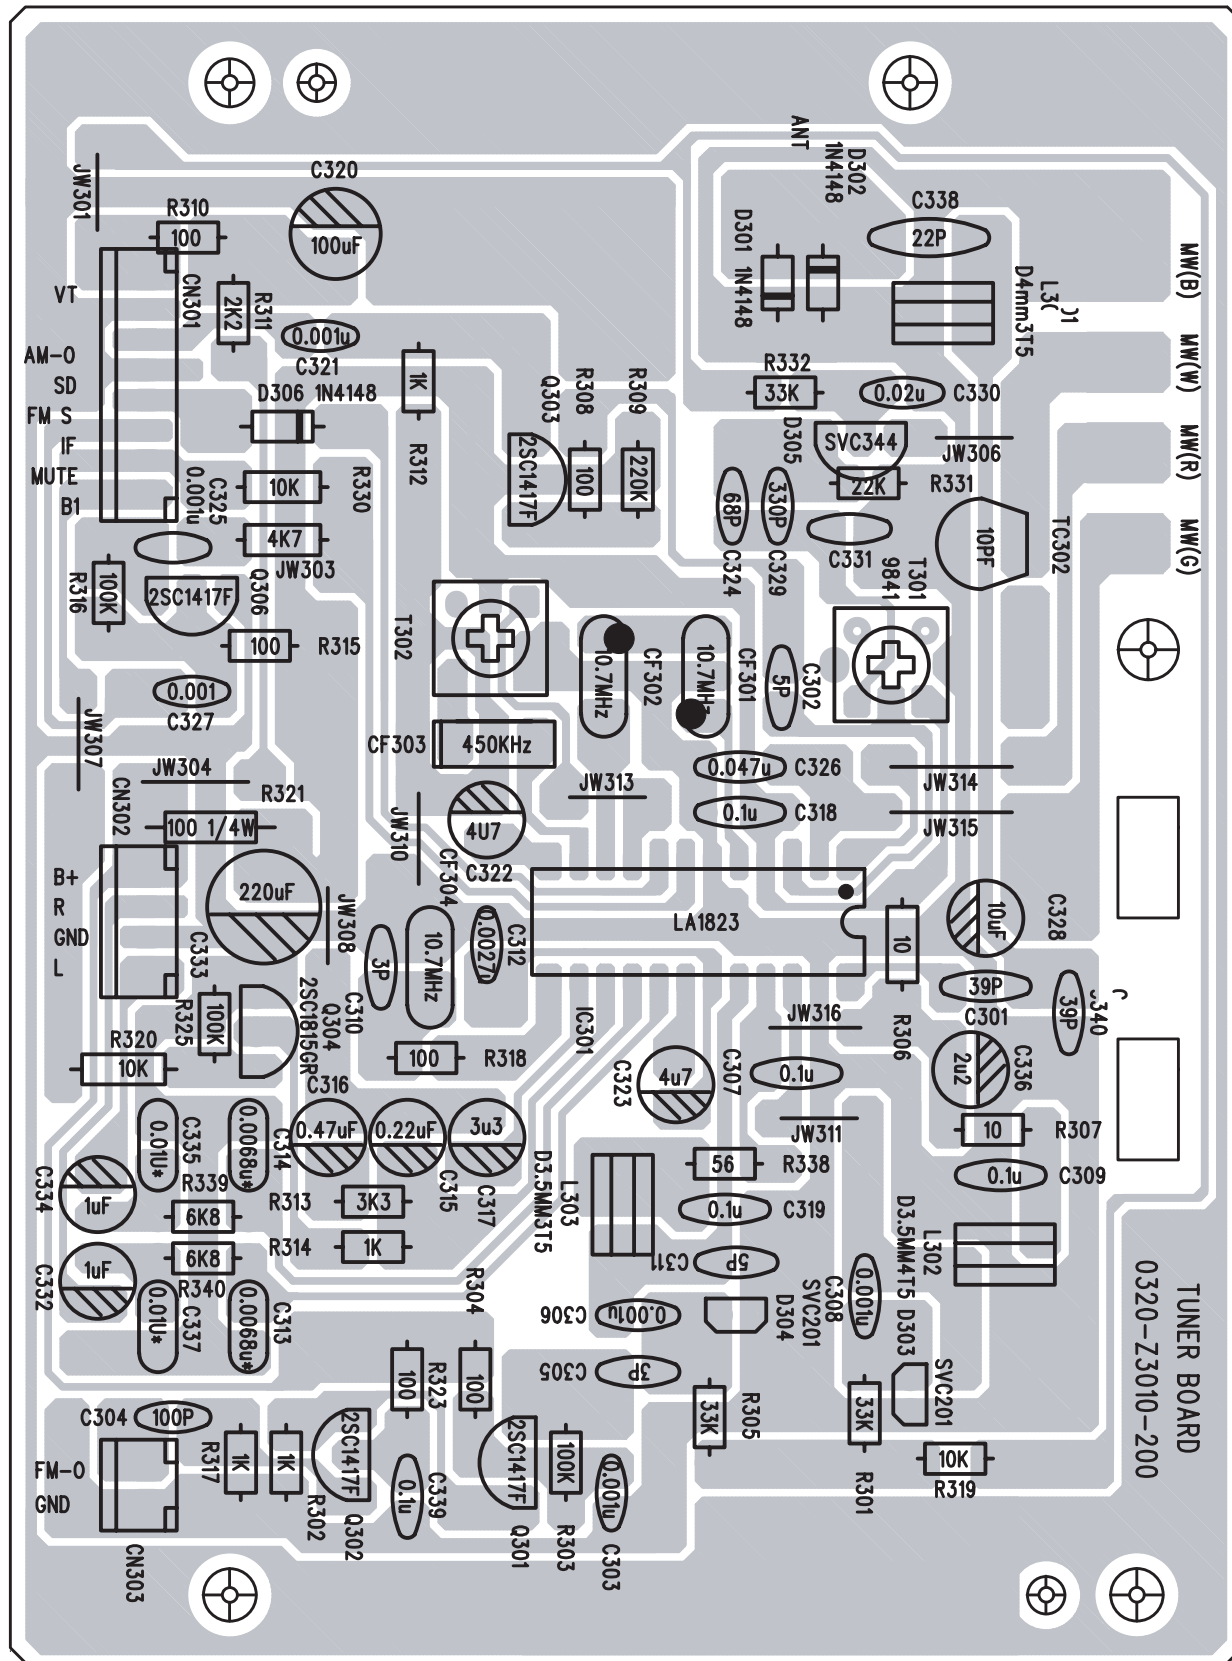 ANT
D302
1N4148
JW301
C320
100uF
R310
100
C338
22P
D301 1N4148
MW(B)
D4mm3T5
VT
CN301
2K2
R311
0.001u
C321
MW(W)
AM-O
SD
FM S
IF
MUTE
B1
D306 1N4148
1K
R312
Q303
2SC1417F
R308
100
R309
220K
R332
33K
0.02u
C330
D305
SVC344
JW306
MW(R)
22K
R331
0.001u
C325
10K
R330
4K7
JW303
68P
C324
330P
C329
C331
10PF
TC302
MW(G)
R316
100K
2SC1417F
Q306
100
R315
T302
T301
9841
10.7MHz
CF302
10.7MHz
CF301
5P
C302
0.001
C327
JW307
CF303
450KHz
JW304
R321
CN302
100 1/4W
JW310
4U7
C322
JW313
0.047u
C326
0.1u
C318
JW314
JW315
B+
R
GND
L
220uF
C333
JW308
CF304
10.7MHz
3P
C310
0.0027u
C312
LA1823
IC301
10
R306
10uF
C328
39P
C301
39P
R320
10K
R325
100K
Q304
2SC1815GR
100
R318
C323
4u7
C307
0.1u
JW316
JW311
2u2
C336
10
R307
0.1u
C309
C316
0.47uF
0.22uF
C315
3u3
C317
C334
1uF
0.01U*
C335
0.0068u*
C314
R339
6K8
R313
3K3
R314
1K
6K8
R340
C332
1uF
0.01U*
C337
0.0068u*
C313
D3.5MM3T5
L303
56
R338
0.1u
C319
C311
5P
C306
0.001u
C305
3P
D304
SVC201
C308
0.001u
D3.5MM4T5
L302
D303
SVC201
R304
100
R323
100
C304
100P
FM-O
GND
CN303
R317
1K
1K
R302
2SC1417F
Q302
0.1u
C339
2SC1417F
Q301
100K
R303
0.001u
C303
33K
R305
33K
R301
10K
R319
TUNER BOARD
0320-Z3010-200